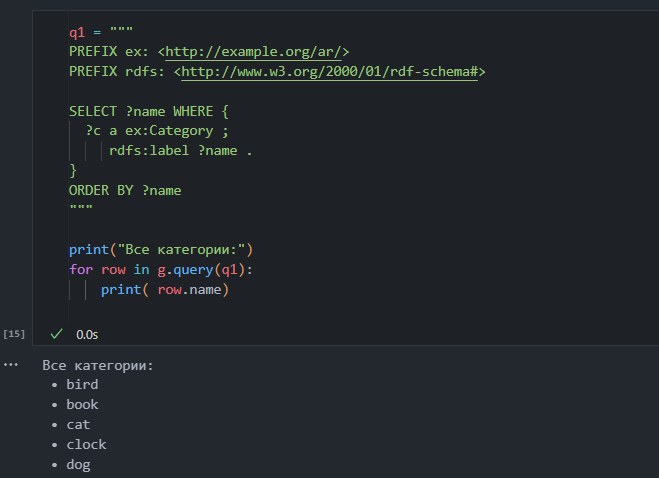 q1 = """
PREFIX ex: <http://example.org/ar/>
PREFIX rdfs: <http://www.w3.org/2000/01/rdf-schema#>

SELECT ?name WHERE {
  ?c a ex:Category ;
     rdfs:label ?name .
}
ORDER BY ?name
"""

print("Все категории:")
for row in g.query(q1):
    print( row.name)
[15] ✓ 0.0s
... Все категории:
 • bird
 • book
 • cat
 • clock
 • dog